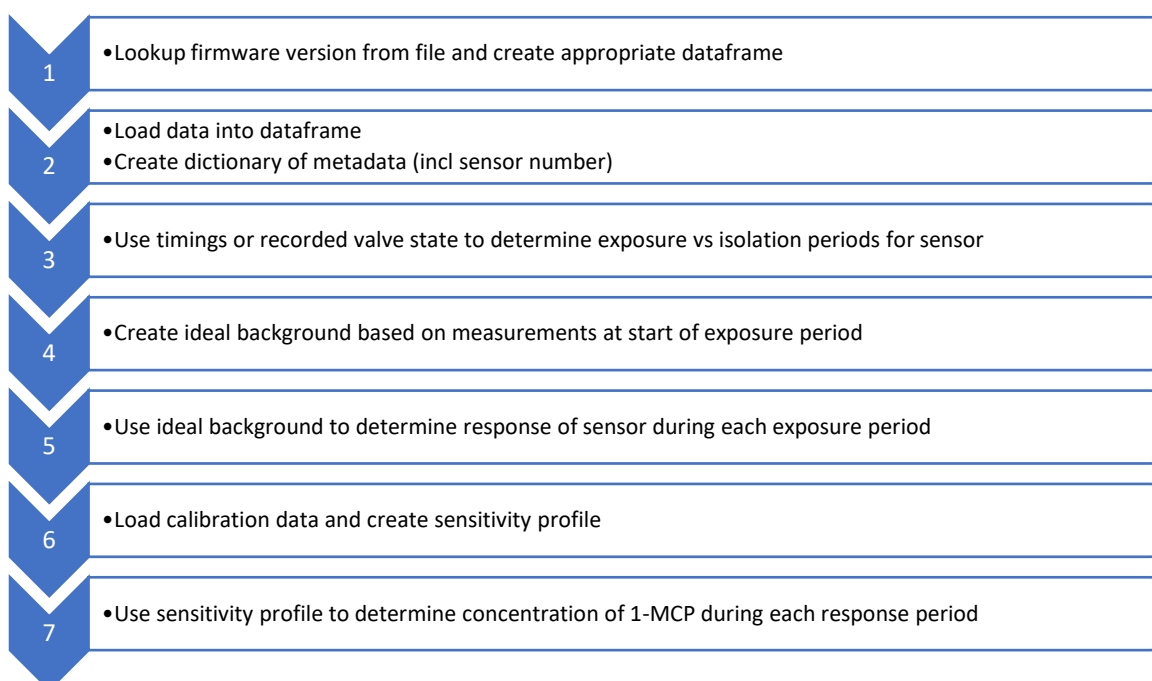 1
•Lookup firmware version from file and create appropriate dataframe
2
•Load data into dataframe
•Create dictionary of metadata (incl sensor number)
3
•Use timings or recorded valve state to determine exposure vs isolation periods for sensor
4
•Create ideal background based on measurements at start of exposure period
5
•Use ideal background to determine response of sensor during each exposure period
6
•Load calibration data and create sensitivity profile
7
•Use sensitivity profile to determine concentration of 1-MCP during each response period